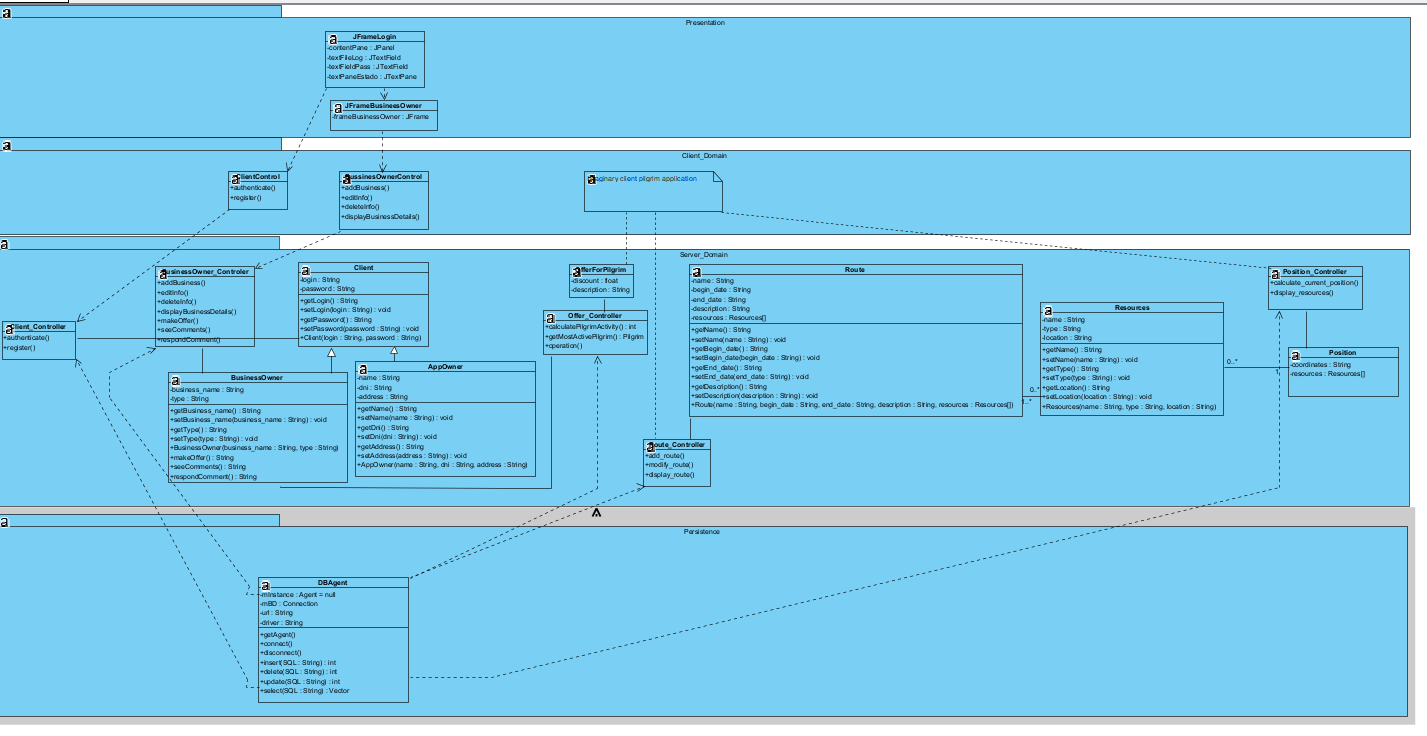 Presentation
JFrameLogin
-contentPane : JPanel
-textFileLog : JTextField
-textFieldPass : JTextField
-textPaneEstado : JTextPane
JFrameBusineesOwner
-frameBusinessOwner : JFrame
Client_Domain
ClientControl
+authenticate()
+register()
BussinesOwnerControl
+addBusiness()
+editInfo()
+deleteInfo()
+displayBusinessDetails()
aginary client pilgrim application
Server_Domain
Client_Controller
+authenticate()
+register()
BusinessOwner_Controler
+addBusiness()
+editInfo()
+deleteInfo()
+displayBusinessDetails()
+makeOffer()
+seeComments()
+respondComment()
Client
-login : String
-password : String
+getLogin() : String
+setLogin(login : String) : void
+getPassword() : String
+setPassword(password : String) : void
+Client(login : String, password : String)
BusinessOwner
-business_name : String
-type : String
+getBusiness_name() : String
+setBusiness_name(business_name : String) : void
+getType() : String
+setType(type : String) : void
+BusinessOwner(business_name : String, type : String)
+makeOffer() : String
+seeComments() : String
+respondComment() : String
AppOwner
-name : String
-dni : String
-address : String
+getName() : String
+setName(name : String) : void
+getDni() : String
+setDni(dni : String) : void
+getAddress() : String
+setAddress(address : String) : void
+AppOwner(name : String, dni : String, address : String)
OfferForPilgrim
-discount : float
-description : String
Offer_Controller
+calculatePilgrimActivity() : int
+getMostActivePilgrim() : Pilgrim
+operation()
Route
-name : String
-begin_date : String
-end_date : String
-description : String
-resources : Resources[]
+getName() : String
+setName(name : String) : void
+getBegin_date() : String
+setBegin_date(begin_date : String) : void
+getEnd_date() : String
+setEnd_date(end_date : String) : void
+getDescription() : String
+setDescription(description : String) : void
+Route(name : String, begin_date : String, end_date : String, description : String, resources : Resources[])
0..*
Route_Controller
+add_route()
+modify_route()
+display_route()
Resources
-name : String
-type : String
-location : String
+getName() : String
+setName(name : String) : void
+getType() : String
+setType(type : String) : void
+getLocation() : String
+setLocation(location : String) : void
+Resources(name : String, type : String, location : String)
0..*
Position_Controller
+calculate_current_position()
+display_resources()
Position
-coordinates : String
-resources : Resources[]
Persistence
DBAgent
-mInstance : Agent = null
-mBD : Connection
-url : String
-driver : String
+getAgent()
+connect()
+disconnect()
+insert(SQL : String) : int
+delete(SQL : String) : int
+update(SQL : String) : int
+select(SQL : String) : Vector